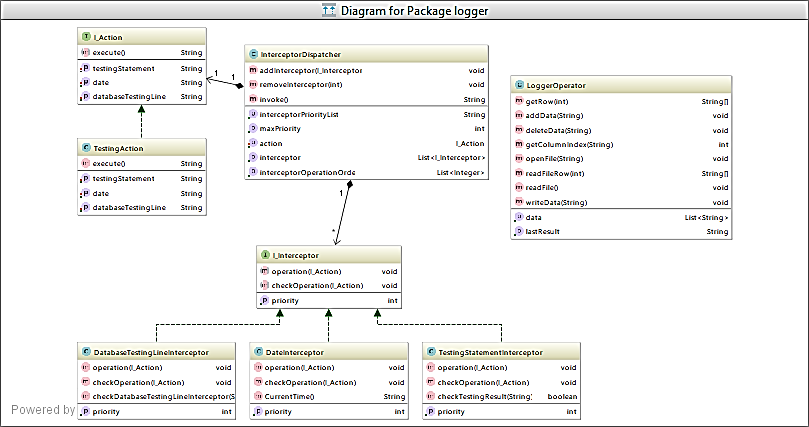 Diagram for Package logger
I_Action
execute() String
testingStatement String
date String
databaseTestingLine String
TestingAction
execute() String
testingStatement String
date String
databaseTestingLine String
1 1
InterceptorDispatcher
addInterceptor(I_Interceptor void
removeInterceptor(int) void
invoke() String
interceptorPriorityList String
maxPriority int
action I_Action
interceptor List<I_Interceptor>
interceptorOperationOrde List<Integer>
1
*
LoggerOperator
getRow(int) String[]
addData(String) void
deleteData(String) void
getColumnIndex(String) int
openFile(String) void
readFileRow(int) String[]
readFile() void
writeData(String) void
data List<String>
lastResult String
I_Interceptor
operation(I_Action) void
checkOperation(I_Action) void
priority int
DatabaseTestingLineInterceptor
operation(I_Action) void
checkOperation(I_Action) void
checkDatabaseTestingLineInterceptor(S
priority int
DateInterceptor
operation(I_Action) void
checkOperation(I_Action) void
CurrentTime() String
priority int
TestingStatementInterceptor
operation(I_Action) void
checkOperation(I_Action) void
checkTestingResult(String) boolean
priority int
Powered by